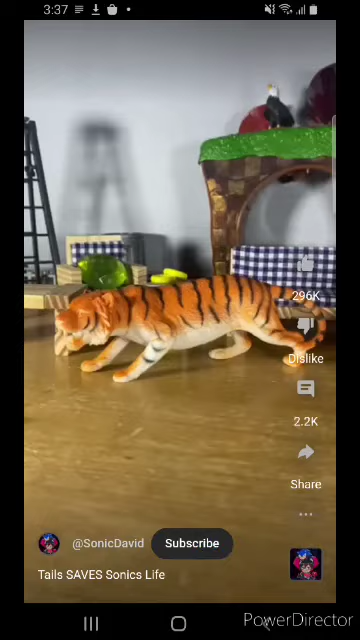 3:37
296K
Dislike
2.2K
Share
@SonicDavid
Subscribe
Tails SAVES Sonics Life
PowerDirector